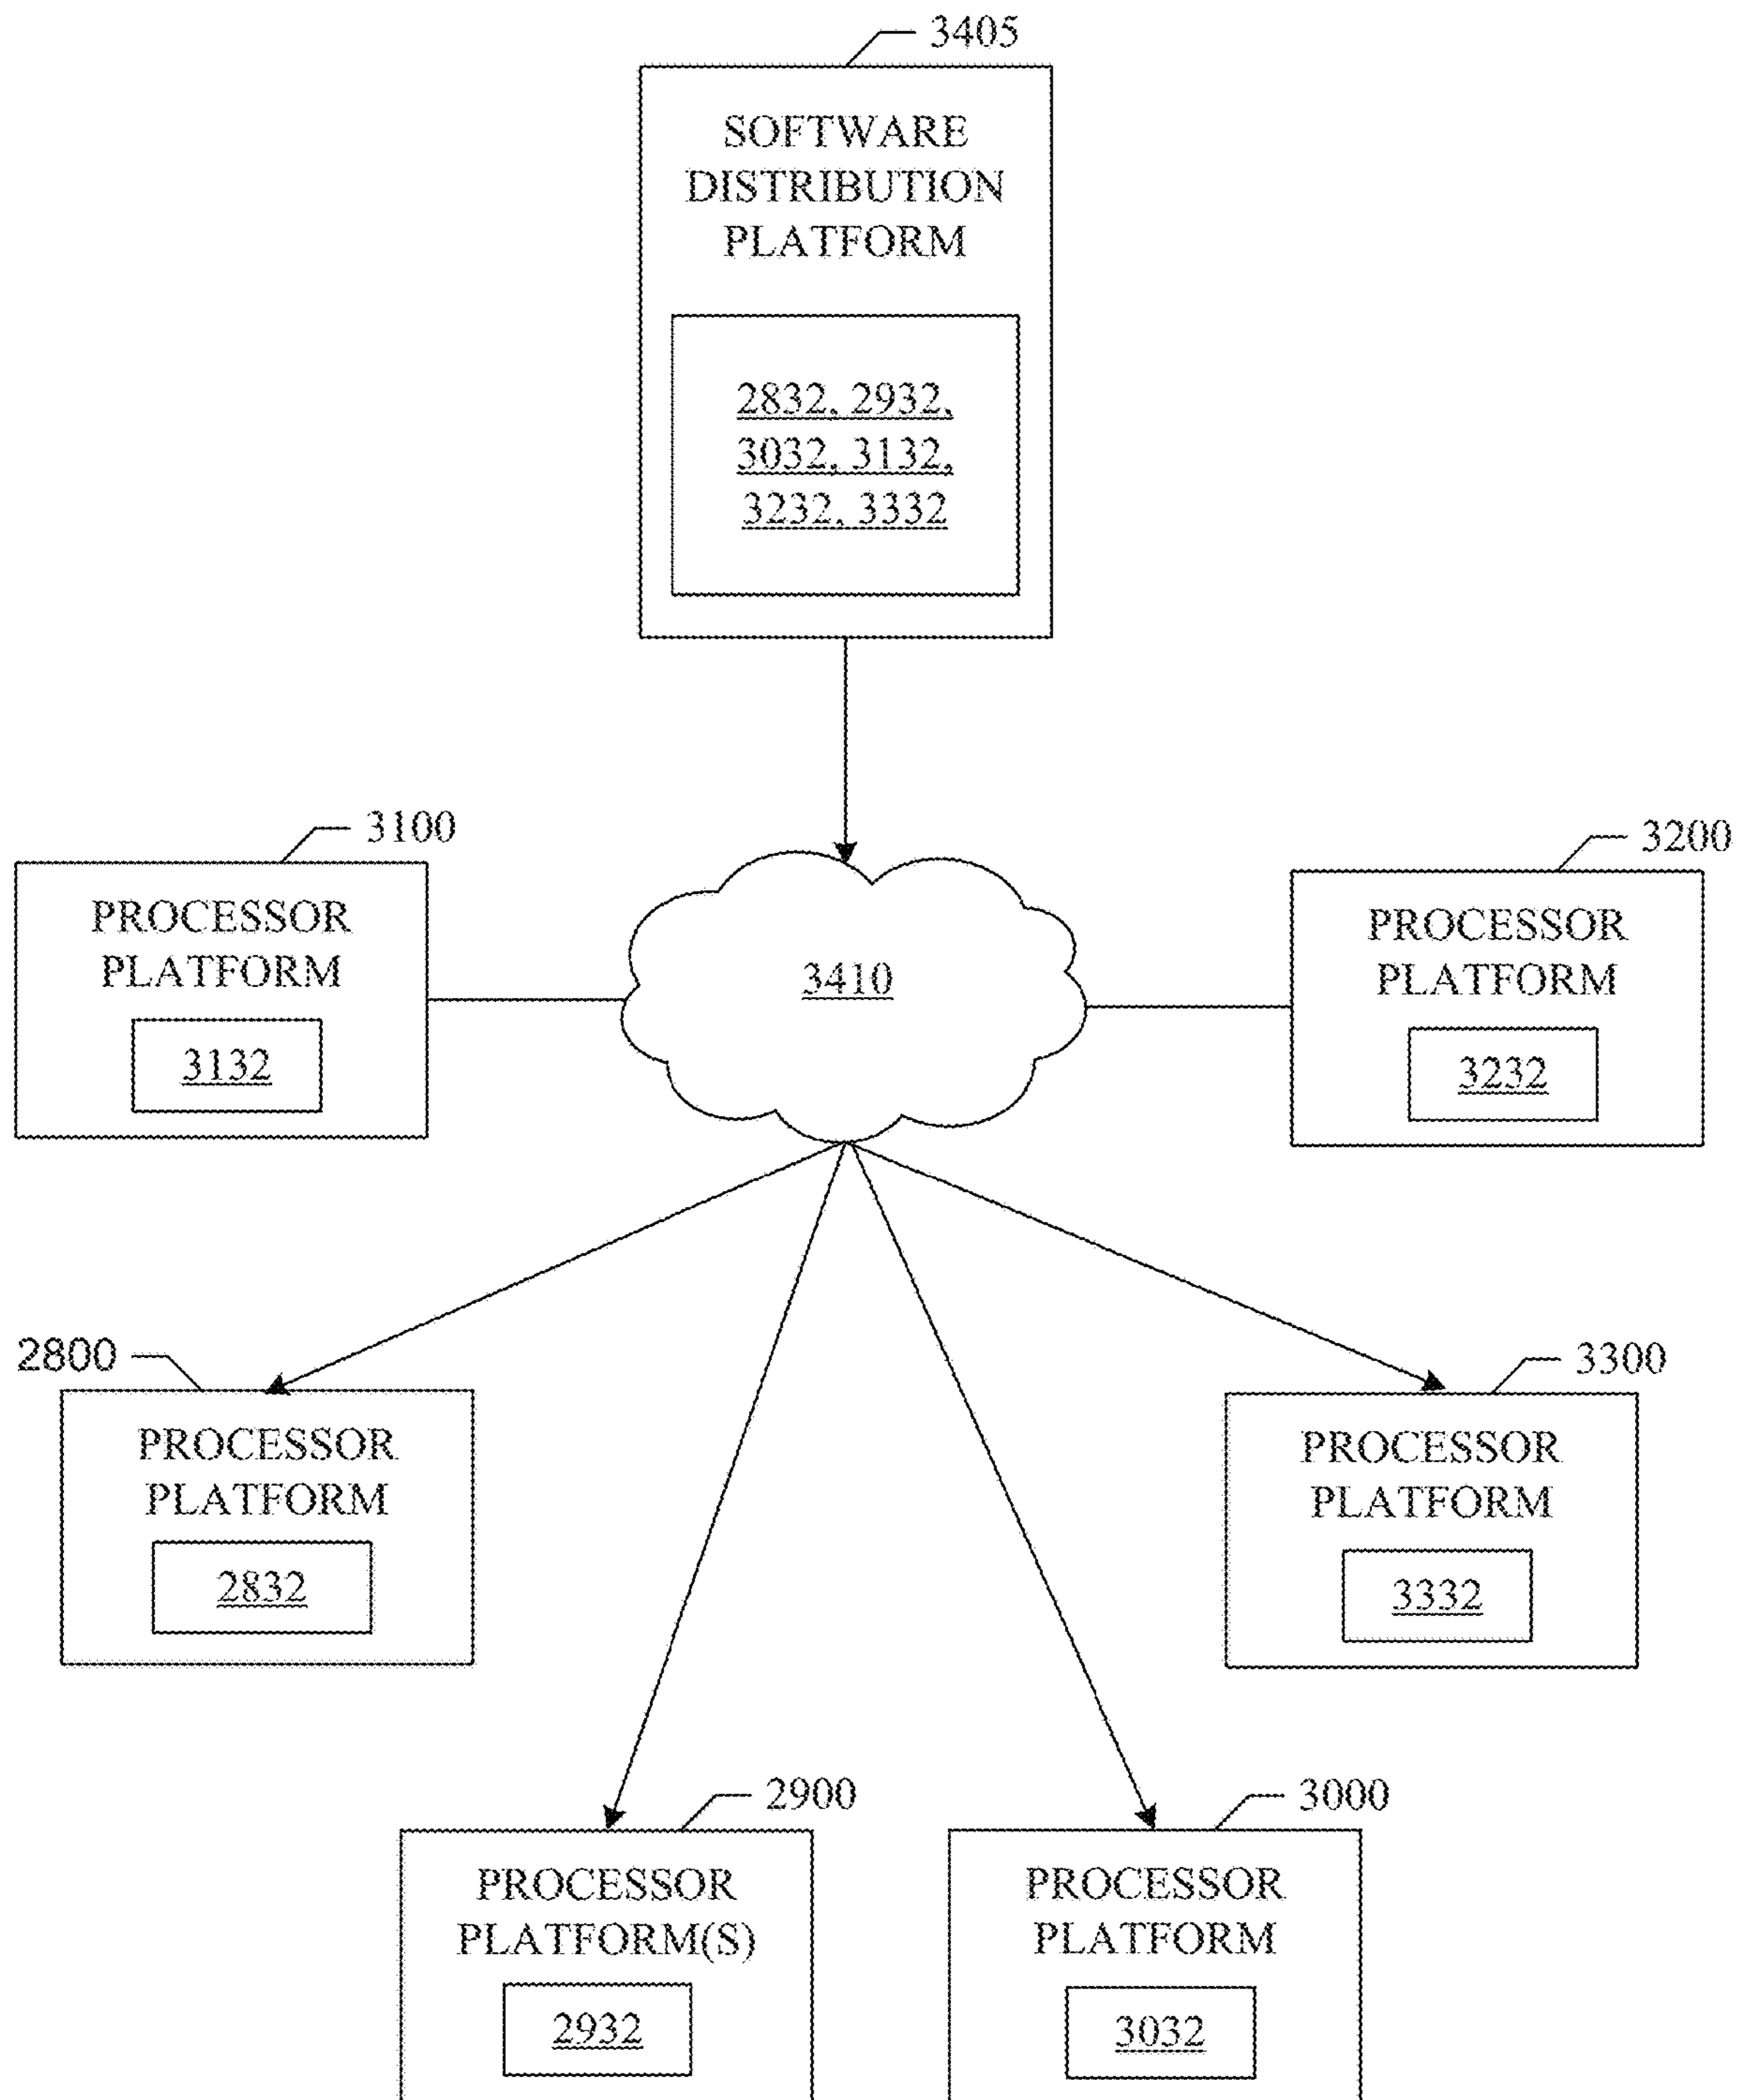 3405
SOFTWARE
DISTRIBUTION
PLATFORM
2832, 2932,
3032, 3132,
3232, 3332
3100
PROCESSOR
PLATFORM
3132
3410
3200
PROCESSOR
PLATFORM
3232
2800
PROCESSOR
PLATFORM
2832
3300
PROCESSOR
PLATFORM
3332
2900
PROCESSOR
PLATFORM(S)
2932
3000
PROCESSOR
PLATFORM
3032